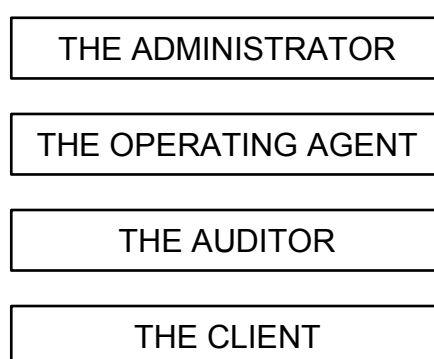 THE ADMINISTRATOR
THE OPERATING AGENT
THE AUDITOR
THE CLIENT